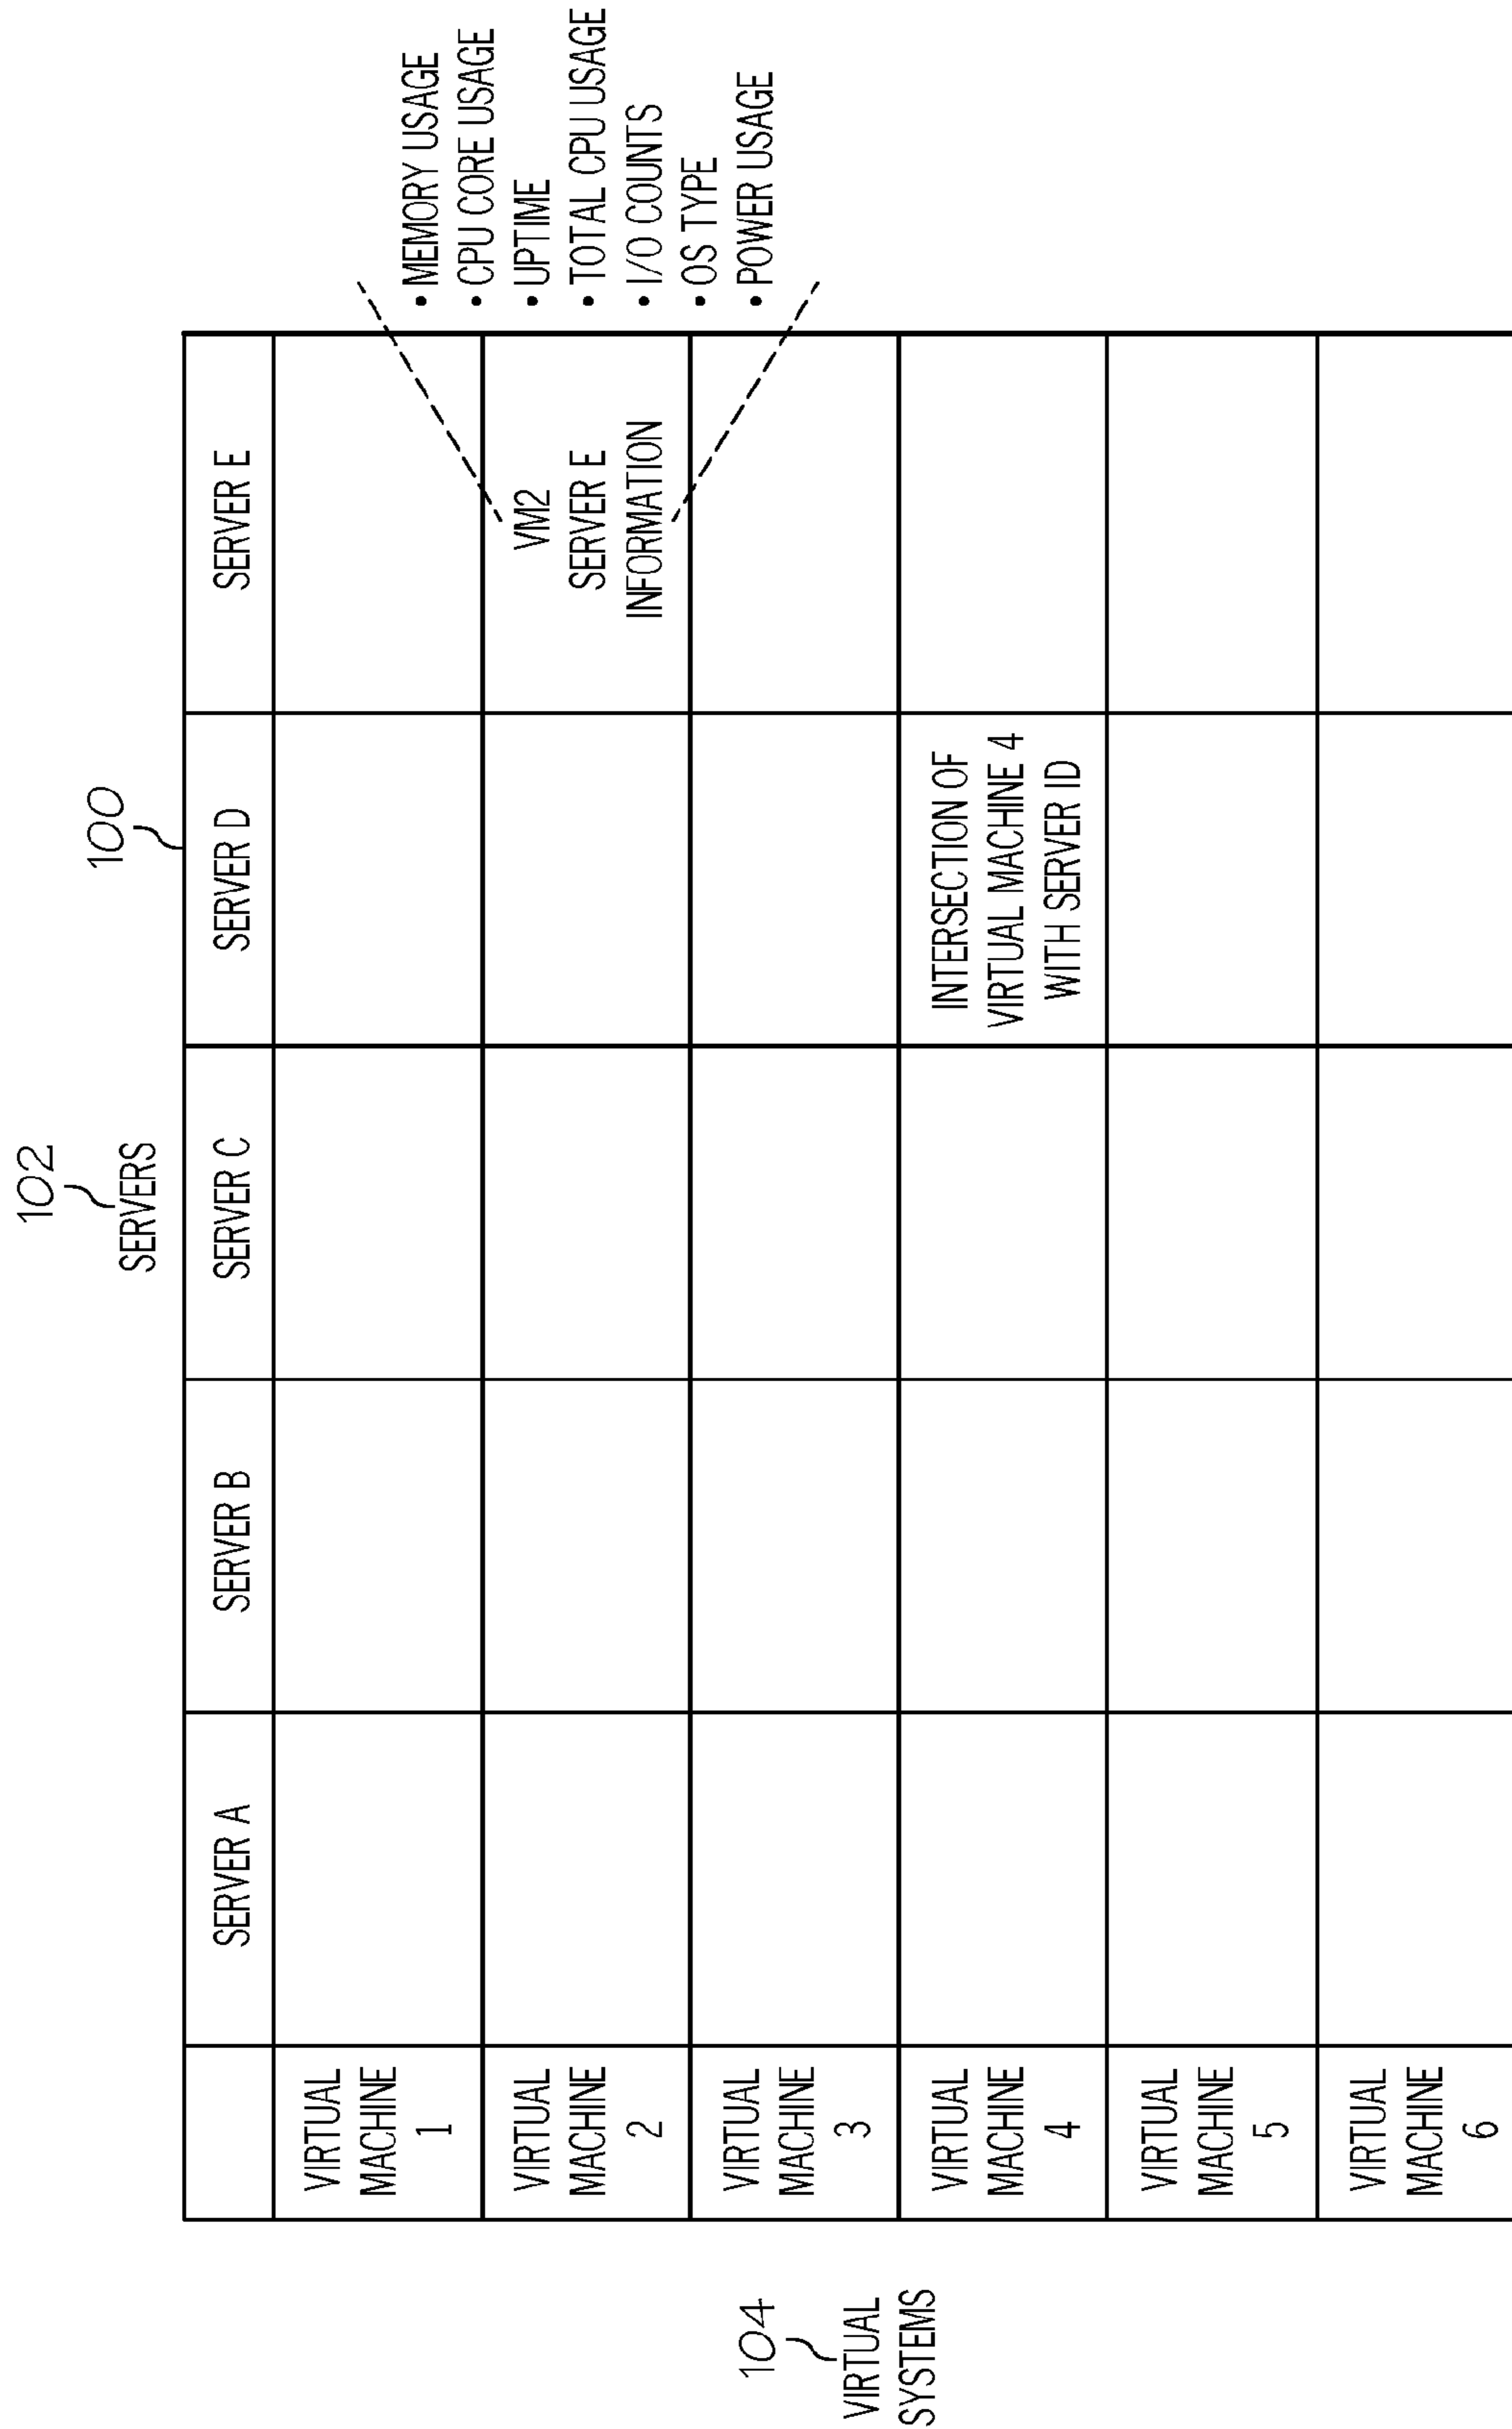 102
SERVERS
100
SERVER A
SERVER B
SERVER C
SERVER D
SERVER E
VIRTUAL
MACHINE
1
• MEMORY USAGE
• CPU CORE USAGE
• UPTIME
• TOTAL CPU USAGE
• I/O COUNTS
• OS TYPE
• POWER USAGE
VIRTUAL
MACHINE
2
VM2
SERVER E
INFORMATION
104
VIRTUAL
SYSTEMS
VIRTUAL
MACHINE
3
VIRTUAL
MACHINE
4
INTERSECTION OF
VIRTUAL MACHINE 4
WITH SERVER ID
VIRTUAL
MACHINE
5
VIRTUAL
MACHINE
6